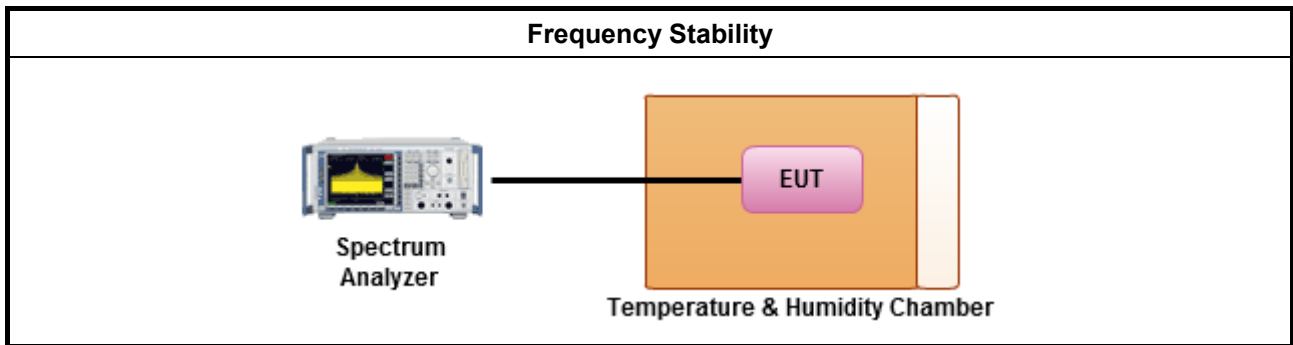 Frequency Stability
EUT
Spectrum
Analyzer
Temperature & Humidity Chamber